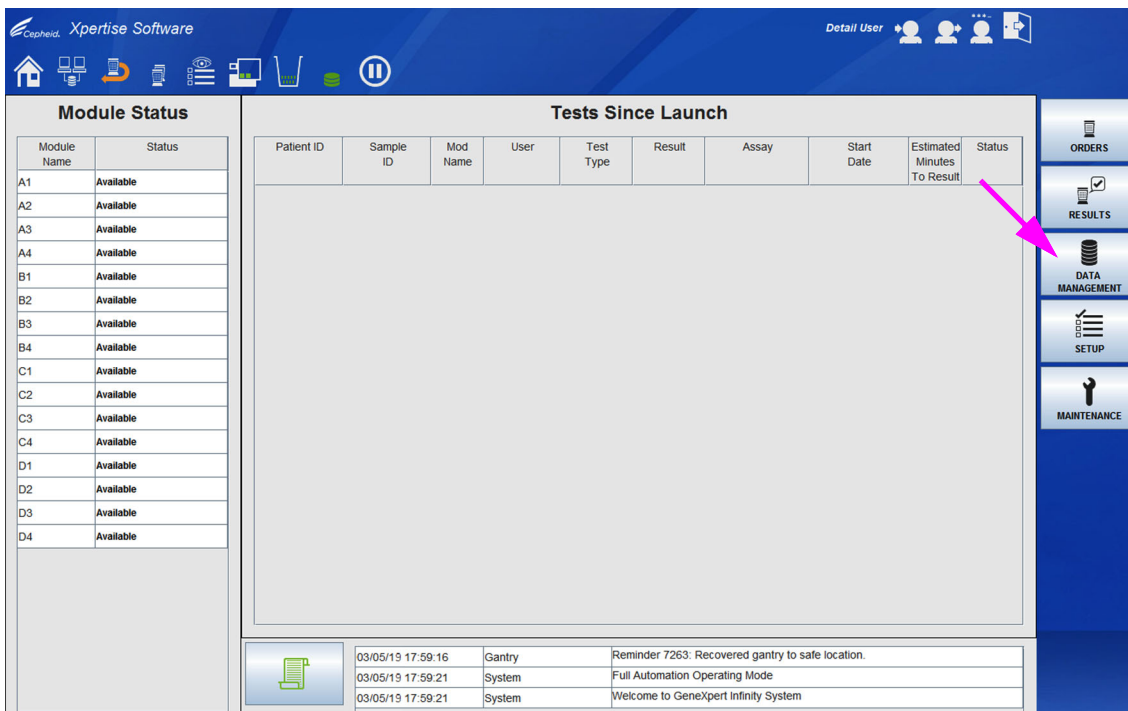 Cepheid. Xpertise Software
Detail User
Module Status
Module Name Status
A1 Available
A2 Available
A3 Available
A4 Available
B1 Available
B2 Available
B3 Available
B4 Available
C1 Available
C2 Available
C3 Available
C4 Available
D1 Available
D2 Available
D3 Available
D4 Available
Tests Since Launch
Patient ID Sample ID Mod Name User Test Type Result Assay Start Date Estimated Minutes To Result Status
03/05/19 17:59:16 Gantry Reminder 7263: Recovered gantry to safe location.
03/05/19 17:59:21 System Full Automation Operating Mode
03/05/19 17:59:21 System Welcome to GeneXpert Infinity System
ORDERS
RESULTS
DATA
MANAGEMENT
SETUP
MAINTENANCE